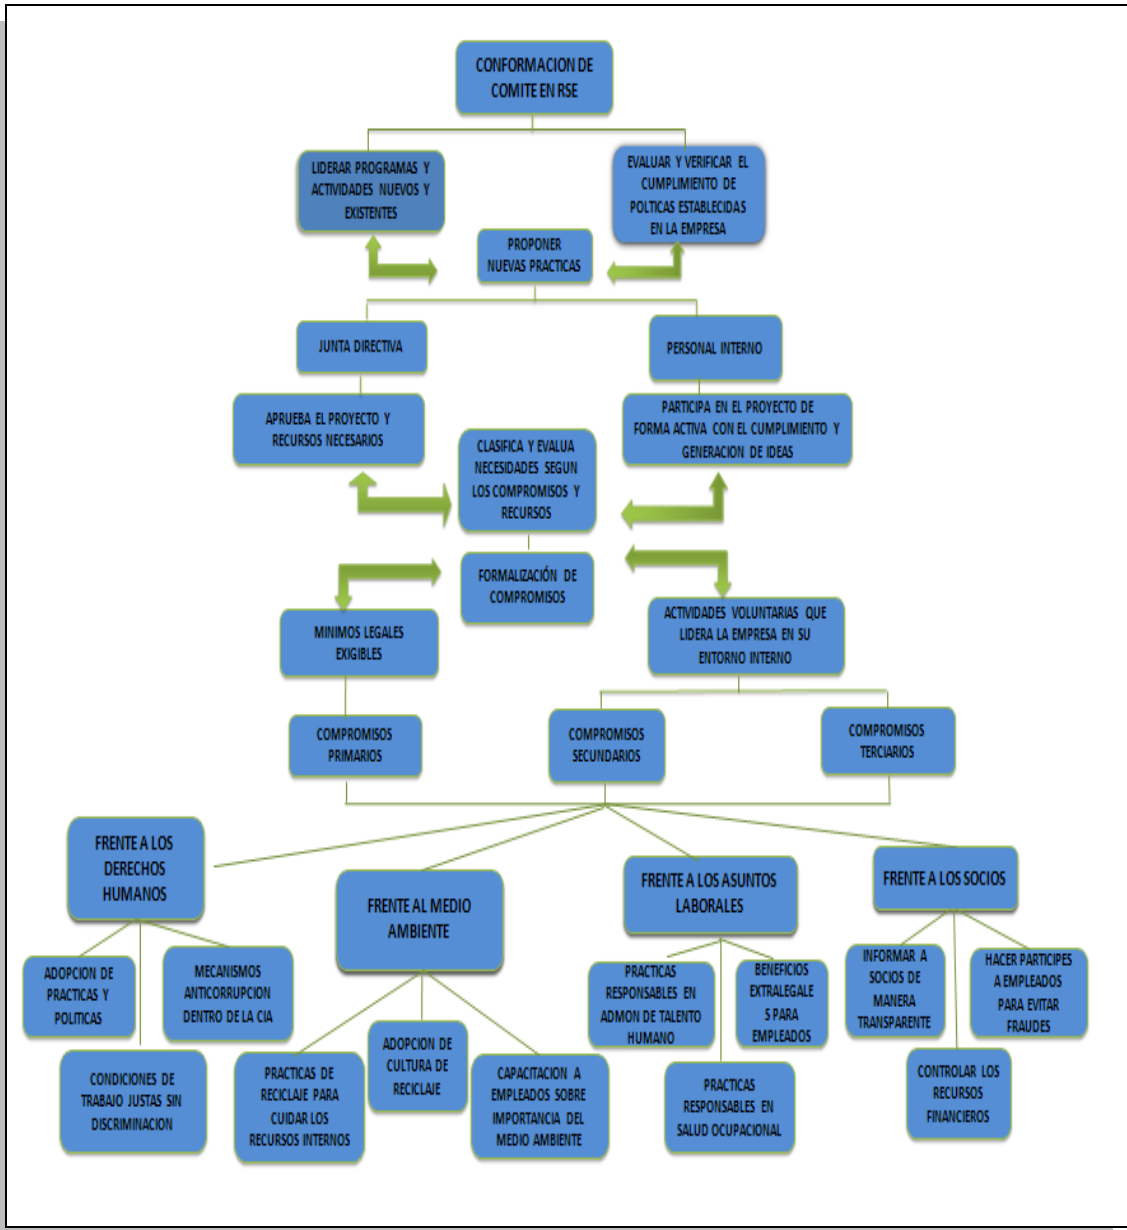 CONFORMACION DE
COMITE EN RSE
LIDERAR PROGRAMAS Y
ACTIVIDADES NUEVOS Y
EXISTENTES
EVALUAR Y VERIFICAR EL
CUMPLIMIENTO DE
POLTICAS ESTABLECIDAS
EN LA EMPRESA
PROPONER
NUEVAS PRACTICAS
JUNTA DIRECTIVA
PERSONAL INTERNO
APRUEBA EL PROYECTO Y
RECURSOS NECESARIOS
PARTICIPA EN EL PROYECTO DE
FORMA ACTIVA CON EL CUMPLIMIENTO Y
GENERACION DE IDEAS
CLASIFICA Y EVALUA
NECESIDADES SEGUN
LOS COMPROMISOS Y
RECURSOS
FORMALIZACIÓN DE
COMPROMISOS
MINIMOS LEGALES
EXIGIBLES
ACTIVIDADES VOLUNTARIAS QUE
LIDERA LA EMPRESA EN SU
ENTORNO INTERNO
COMPROMISOS
PRIMARIOS
COMPROMISOS
SECUNDARIOS
COMPROMISOS
TERCIARIOS
FRENTE A LOS
DERECHOS
HUMANOS
FRENTE AL MEDIO
AMBIENTE
FRENTE A LOS ASUNTOS
LABORALES
FRENTE A LOS SOCIOS
ADOPCION DE
PRACTICAS Y
POLITICAS
MECANISMOS
ANTICORRUPCION
DENTRO DE LA CIA
CONDICIONES DE
TRABAJO JUSTAS SIN
DISCRIMINACION
PRACTICAS DE
RECICLAJE PARA
CUIDAR LOS
RECURSOS INTERNOS
ADOPCION DE
CULTURA DE
RECICLAJE
CAPACITACION A
EMPLEADOS SOBRE
IMPORTANCIA DEL
MEDIO AMBIENTE
PRACTICAS
RESPONSABLES EN
ADMON DE TALENTO
HUMANO
BENEFICIOS
EXTRALEGALE
S PARA
EMPLEADOS
PRACTICAS
RESPONSABLES EN
SALUD OCUPACIONAL
INFORMAR A
SOCIOS DE
MANERA
TRANSPARENTE
HACER PARTICIPES
A EMPLEADOS
PARA EVITAR
FRAUDES
CONTROLAR LOS
RECURSOS
FINANCIEROS